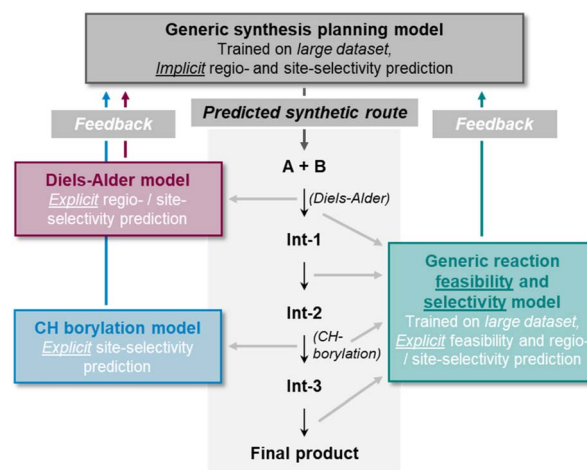 Generic synthesis planning model
Trained on large dataset,
Implicit regio- and site-selectivity prediction
Feedback
Predicted synthetic route
Feedback
A + B
Diels-Alder model
Explicit regio- / site-
selectivity prediction
(Diels-Alder)
Int-1
Generic reaction
feasibility and
selectivity model
Trained on large dataset,
Explicit feasibility and regio-
/ site-selectivity prediction
Int-2
CH borylation model
Explicit site-selectivity
prediction
(CH-
borylation)
Int-3
Final product